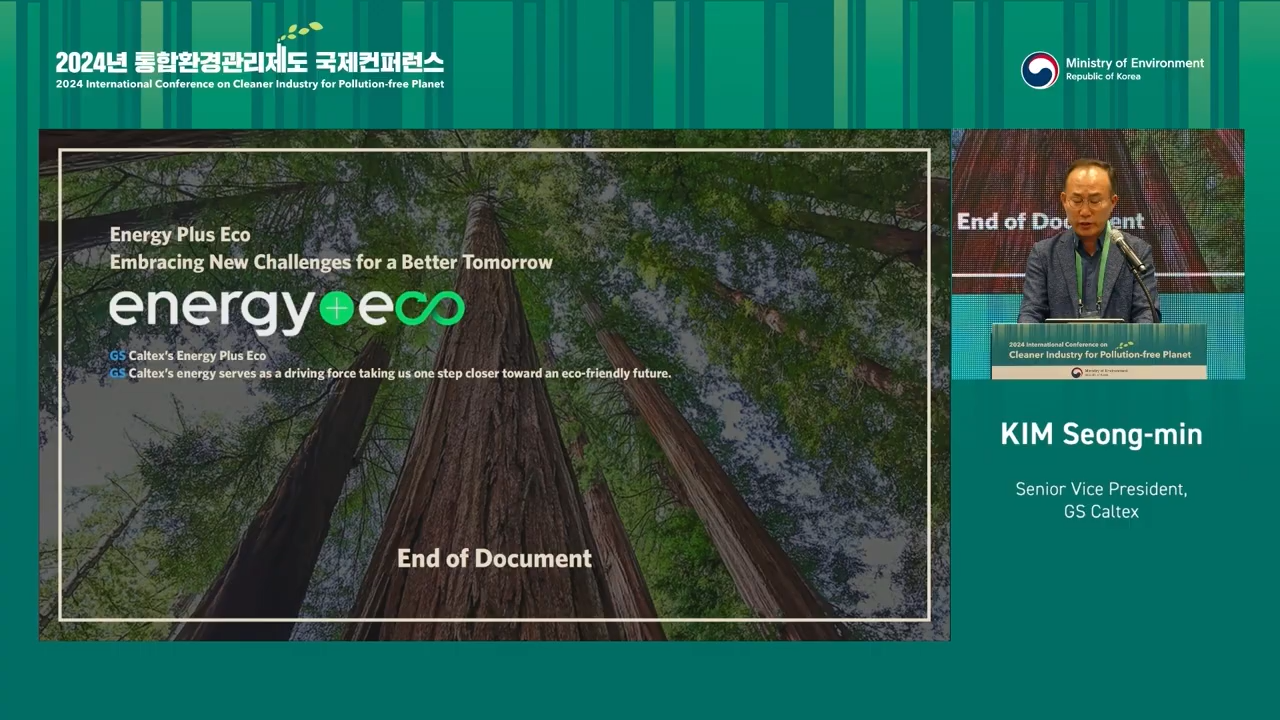 2024년 통합환경관리제도 국제컨퍼런스
2024 International Conference on Cleaner Industry for Pollution-free Planet
Ministry of Environment
Republic of Korea
Energy Plus Eco
Embracing New Challenges for a Better Tomorrow
energy+eco
GS Caltex's Energy Plus Eco
GS Caltex's energy serves as a driving force taking us one step closer toward an eco-friendly future.
End of Document
End of Document
2024 International Conference on
Cleaner Industry for Pollution-free Planet
Ministry of Environment
KIM Seong-min
Senior Vice President,
GS Caltex